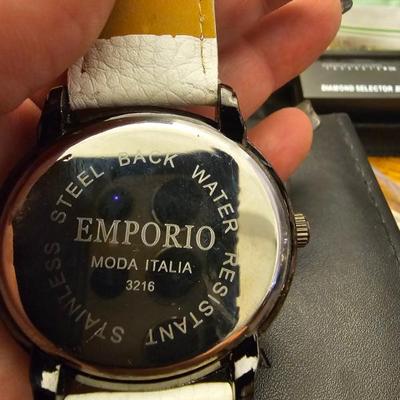 STAINLESS STEEL BACK WATER RESISTANT
EMPORIO
MODA ITALIA
3216
DIAMOND SELECTOR